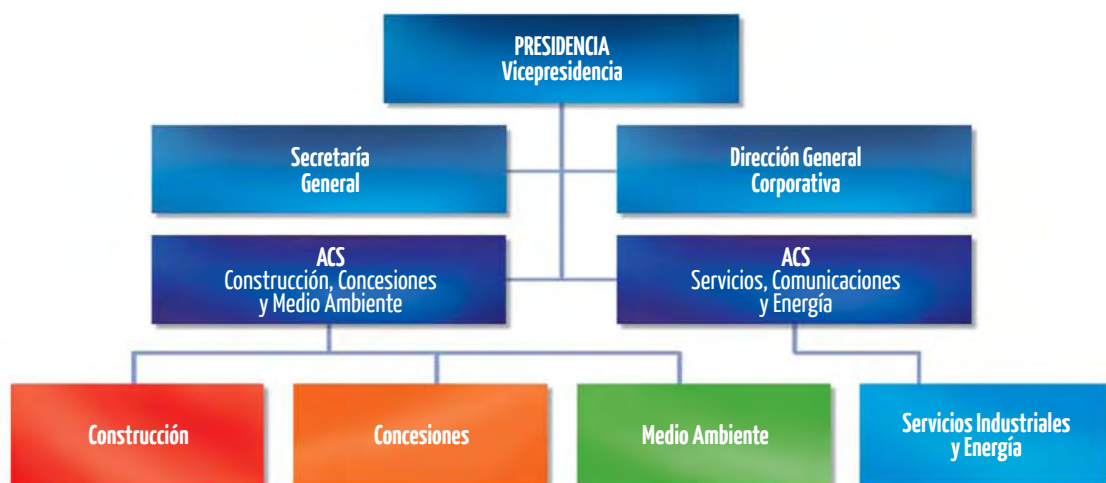 PRESIDENCIA
Vicepresidencia
Secretaría
General
Dirección General
Corporativa
ACS
Construcción, Concesiones
y Medio Ambiente
ACS
Servicios, Comunicaciones
y Energía
Construcción
Concesiones
Medio Ambiente
Servicios Industriales
y Energía